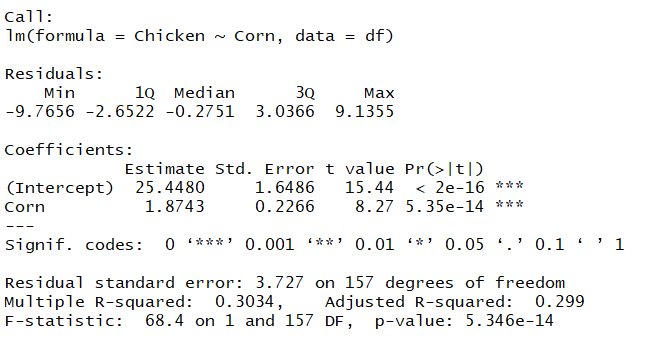 Call:
lm(formula = Chicken ~ Corn, data = df)
Residuals:
    Min      1Q  Median      3Q     Max
-9.7656 -2.6522 -0.2751  3.0366  9.1355
Coefficients:
            Estimate Std. Error t value Pr(>|t|)
(Intercept)  25.4480     1.6486   15.44  < 2e-16 ***
Corn          1.8743     0.2266    8.27 5.35e-14 ***
---
Signif. codes:  0 ‘***’ 0.001 ‘**’ 0.01 ‘*’ 0.05 ‘.’ 0.1 ‘ ’ 1
Residual standard error: 3.727 on 157 degrees of freedom
Multiple R-squared:  0.3034,    Adjusted R-squared:  0.299
F-statistic:  68.4 on 1 and 157 DF,  p-value: 5.346e-14